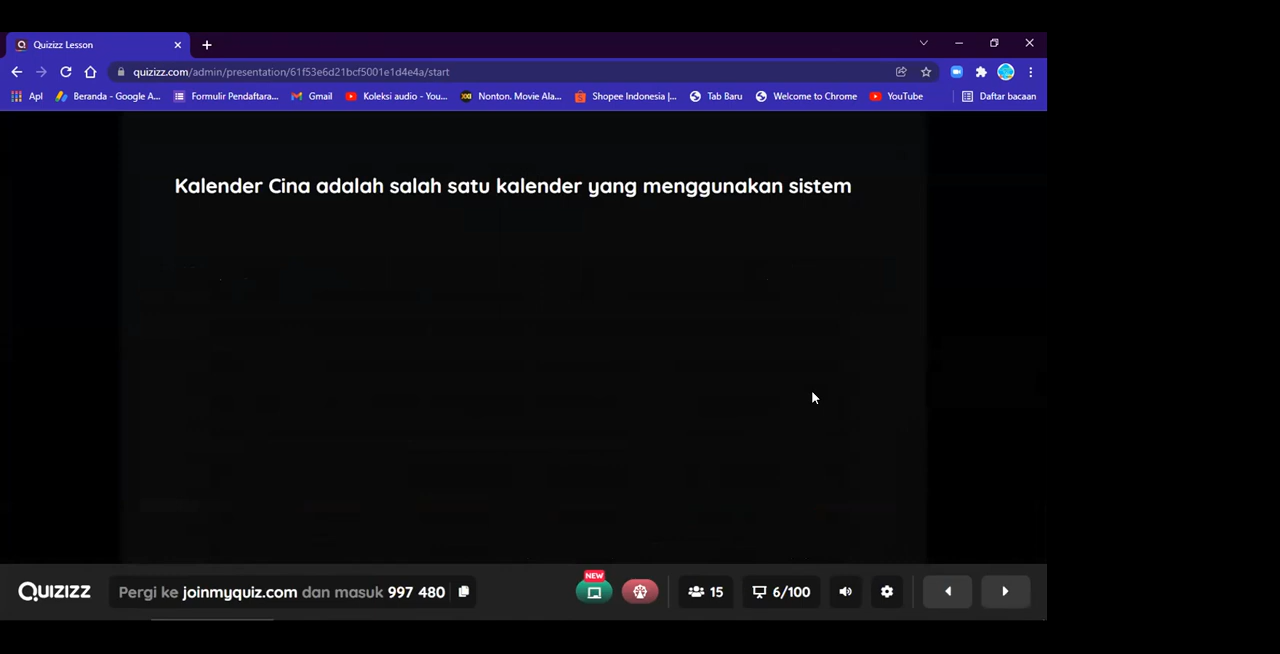 Quizizz Lesson
quizizz.com/admin/presentation/61f53e6d21bcf5001e1d4e4a/start
Apl Beranda - Google A... Formulir Pendaftara... Gmail Koleksi audio - You... Nonton. Movie Ala... Shopee Indonesia |... Tab Baru Welcome to Chrome YouTube Daftar bacaan
Kalender Cina adalah salah satu kalender yang menggunakan sistem
QUIZIZZ Pergi ke joinmyquiz.com dan masuk 997 480 NEW 15 6/100